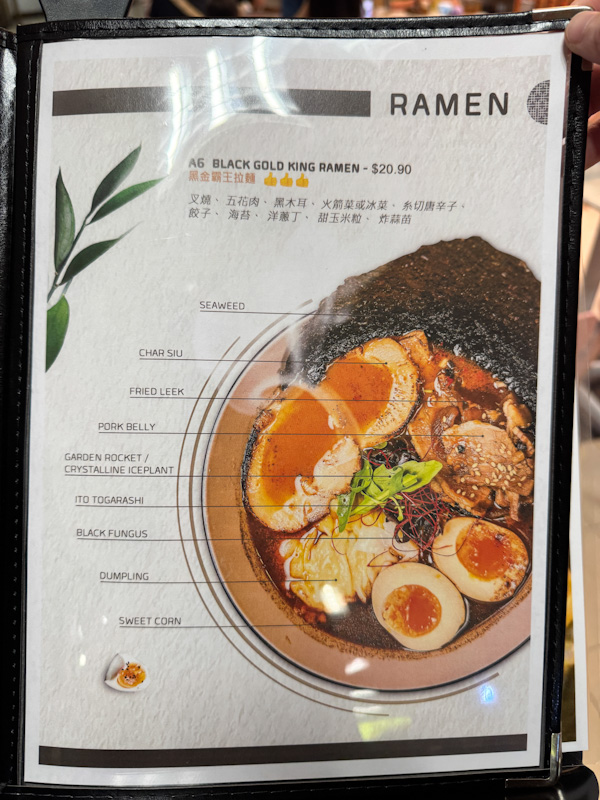 RAMEN
A6 BLACK GOLD KING RAMEN - $20.90
黑金霸王拉麵 👍👍👍
叉燒、五花肉、黑木耳、火箭菜或冰菜、糸切唐辛子、
餃子、海苔、洋蔥丁、甜玉米粒、炸蒜苗
SEAWEED
CHAR SIU
FRIED LEEK
PORK BELLY
GARDEN ROCKET /
CRYSTALLINE ICEPLANT
ITO TOGARASHI
BLACK FUNGUS
DUMPLING
SWEET CORN